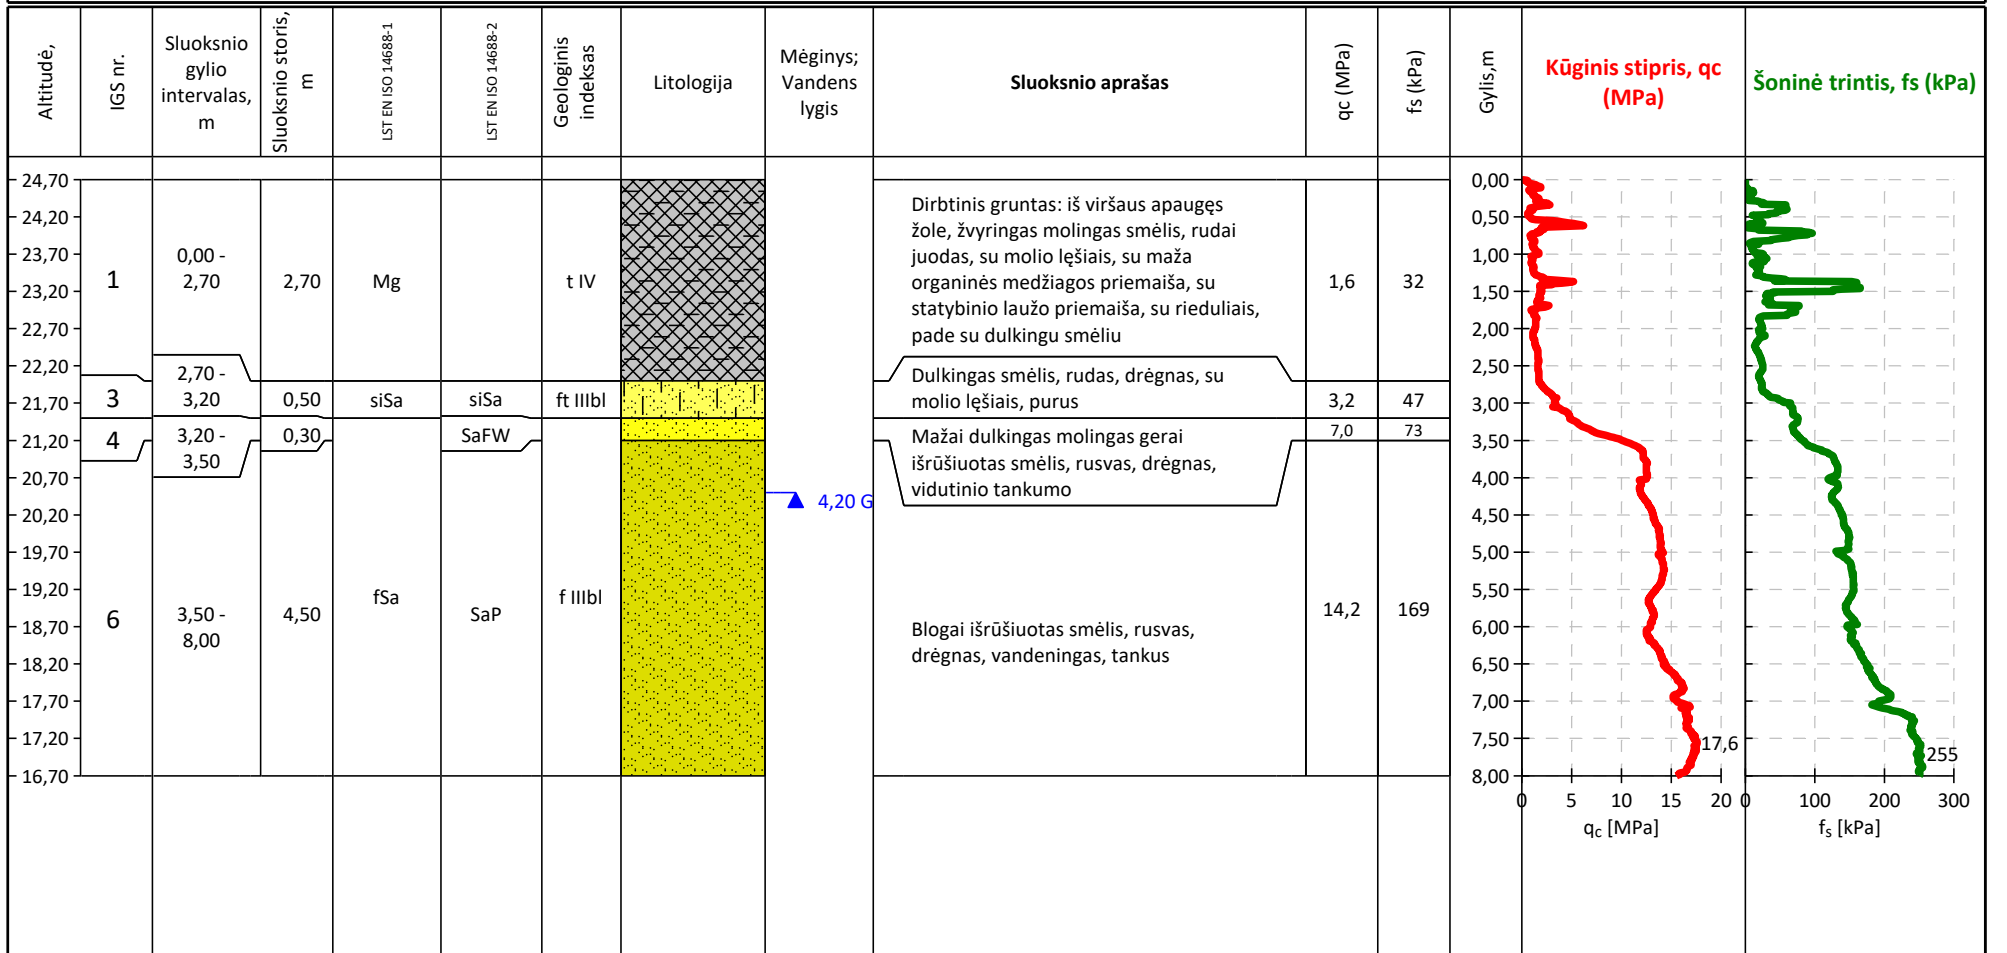 Altitudė,
IGS nr.
Sluoksnio
gylio
intervalas,
m
Sluoksnio storis,
m
LST EN ISO 14688-1
LST EN ISO 14688-2
Geologinis
indeksas
Litologija
Mėginys;
Vandens
lygis
Sluoksnio aprašas
qc (MPa)
fs (kPa)
Gylis,m
Kūginis stipris, qc
(MPa)
Šoninė trintis, fs (kPa)
24,70
24,20
23,70
23,20
22,70
22,20
21,70
21,20
20,70
20,20
19,70
19,20
18,70
18,20
17,70
17,20
16,70
1
0,00 -
2,70
2,70
Mg
t IV
Dirbtinis gruntas: iš viršaus apaugęs
žole, žvyringas molingas smėlis, rudai
juodas, su molio lęšiais, su maža
organinės medžiagos priemaiša, su
statybinio laužo priemaiša, su rieduliais,
pade su dulkingu smėliu
1,6
32
3
2,70 -
3,20
0,50
siSa
siSa
ft IIIbl
Dulkingas smėlis, rudas, drėgnas, su
molio lęšiais, purus
3,2
47
4
3,20 -
3,50
0,30
SaFW
Mažai dulkingas molingas gerai
išrūšiuotas smėlis, rusvas, drėgnas,
vidutinio tankumo
7,0
73
4,20 G
6
3,50 -
8,00
4,50
fSa
SaP
f IIIbl
Blogai išrūšiuotas smėlis, rusvas,
drėgnas, vandeningas, tankus
14,2
169
0,00
0,50
1,00
1,50
2,00
2,50
3,00
3,50
4,00
4,50
5,00
5,50
6,00
6,50
7,00
7,50
8,00
17,6
0 5 10 15 20
qc [MPa]
255
0 100 200 300
fs [kPa]